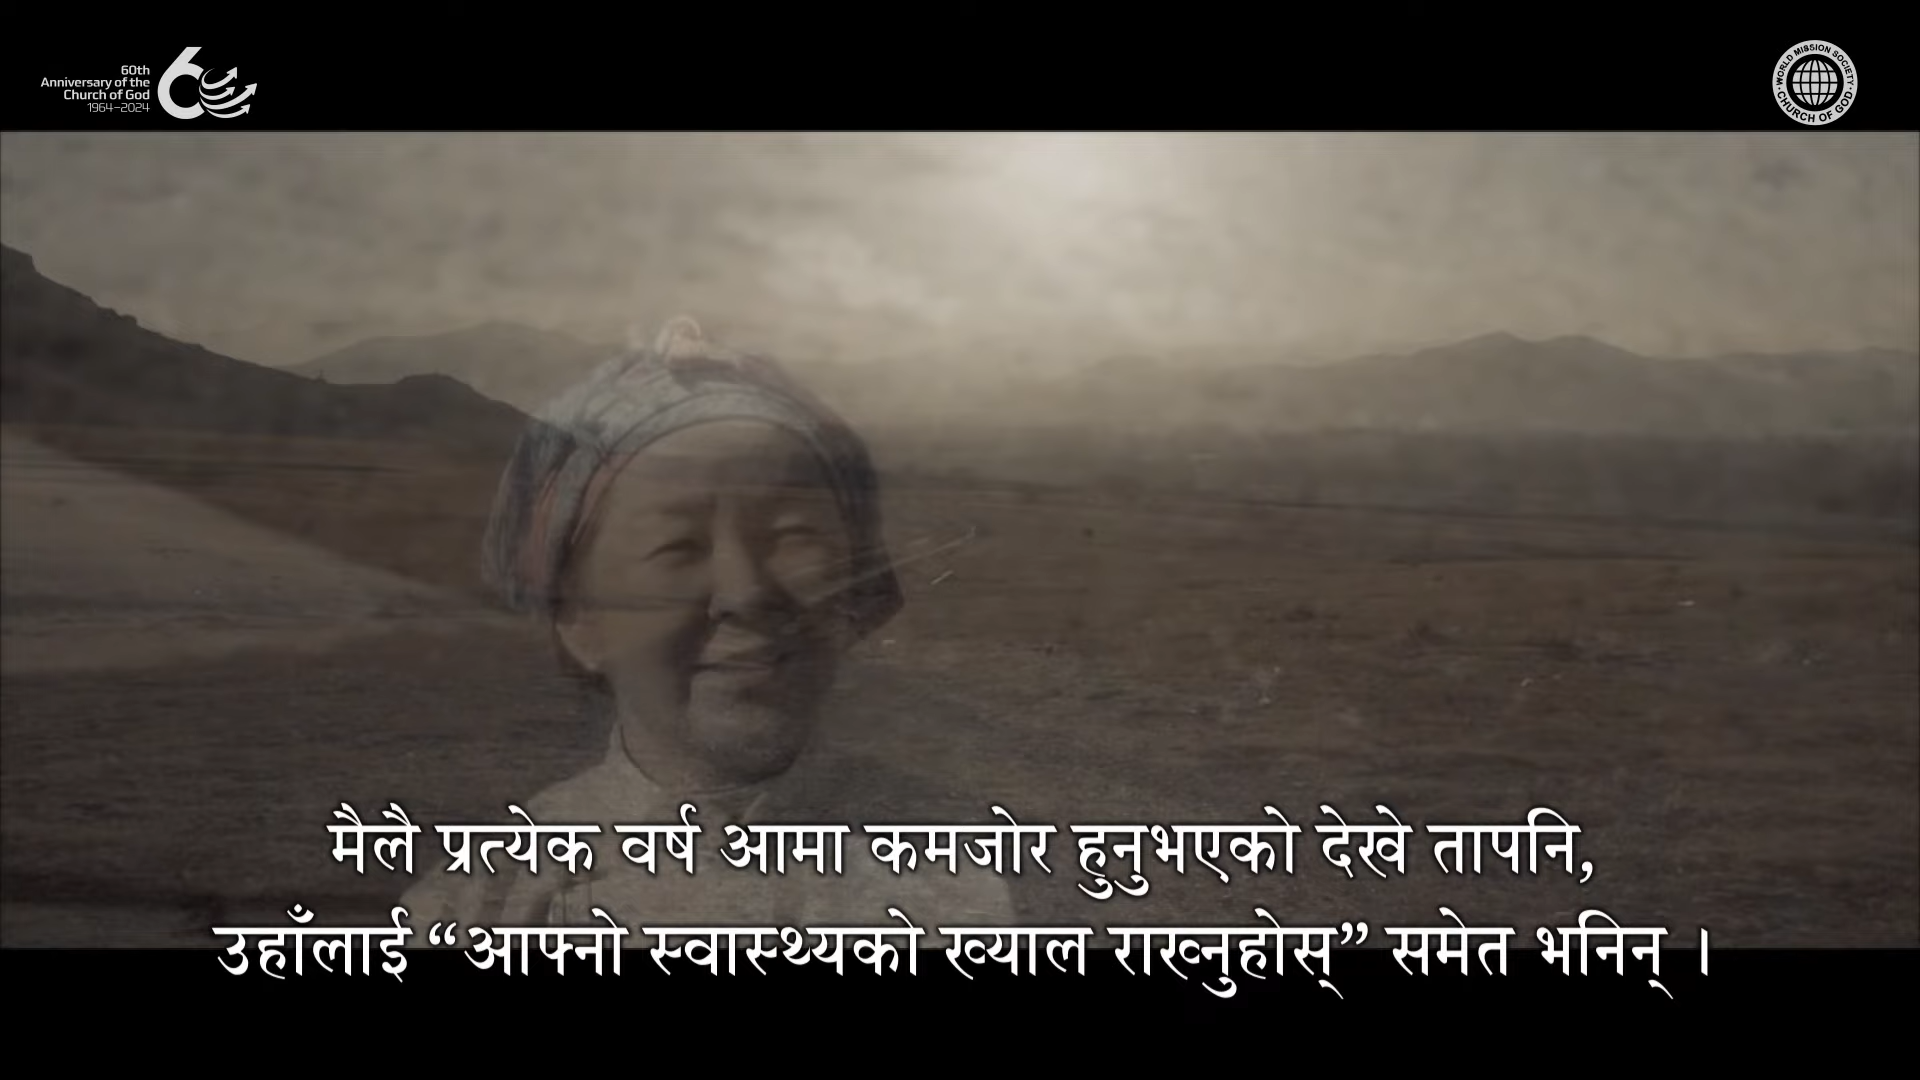 60th
Anniversary of the
Church of God
1964–2024
60
WORLD MISSION SOCIETY
CHURCH OF GOD
मैलै प्रत्येक वर्ष आमा कमजोर हुनुभएको देखे तापनि,
उहाँलाई “आफ्नो स्वास्थ्यको ख्याल राख्नुहोस्” समेत भनिन् ।